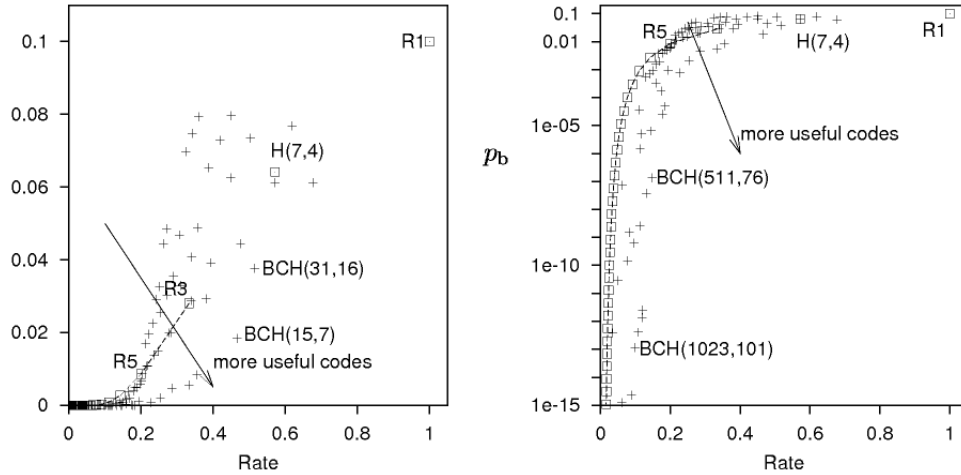 0.1
0.08
0.06
0.04
0.02
0
0 0.2 0.4 0.6 0.8 1
Rate
R1
H(7,4)
BCH(31,16)
R3
BCH(15,7)
R5
more useful codes
p_b
0.1
0.01
1e-05
1e-10
1e-15
0 0.2 0.4 0.6 0.8 1
Rate
R5
H(7,4)
R1
more useful codes
BCH(511,76)
BCH(1023,101)